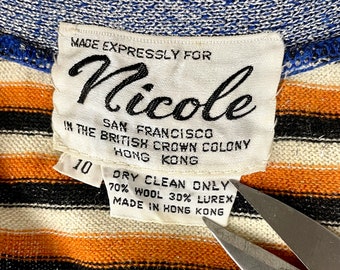 MADE EXPRESSLY FOR
Nicole
SAN FRANCISCO
IN THE BRITISH CROWN COLONY
HONG KONG
10
DRY CLEAN ONLY
70% WOOL 30% LUREX
MADE IN HONG KONG